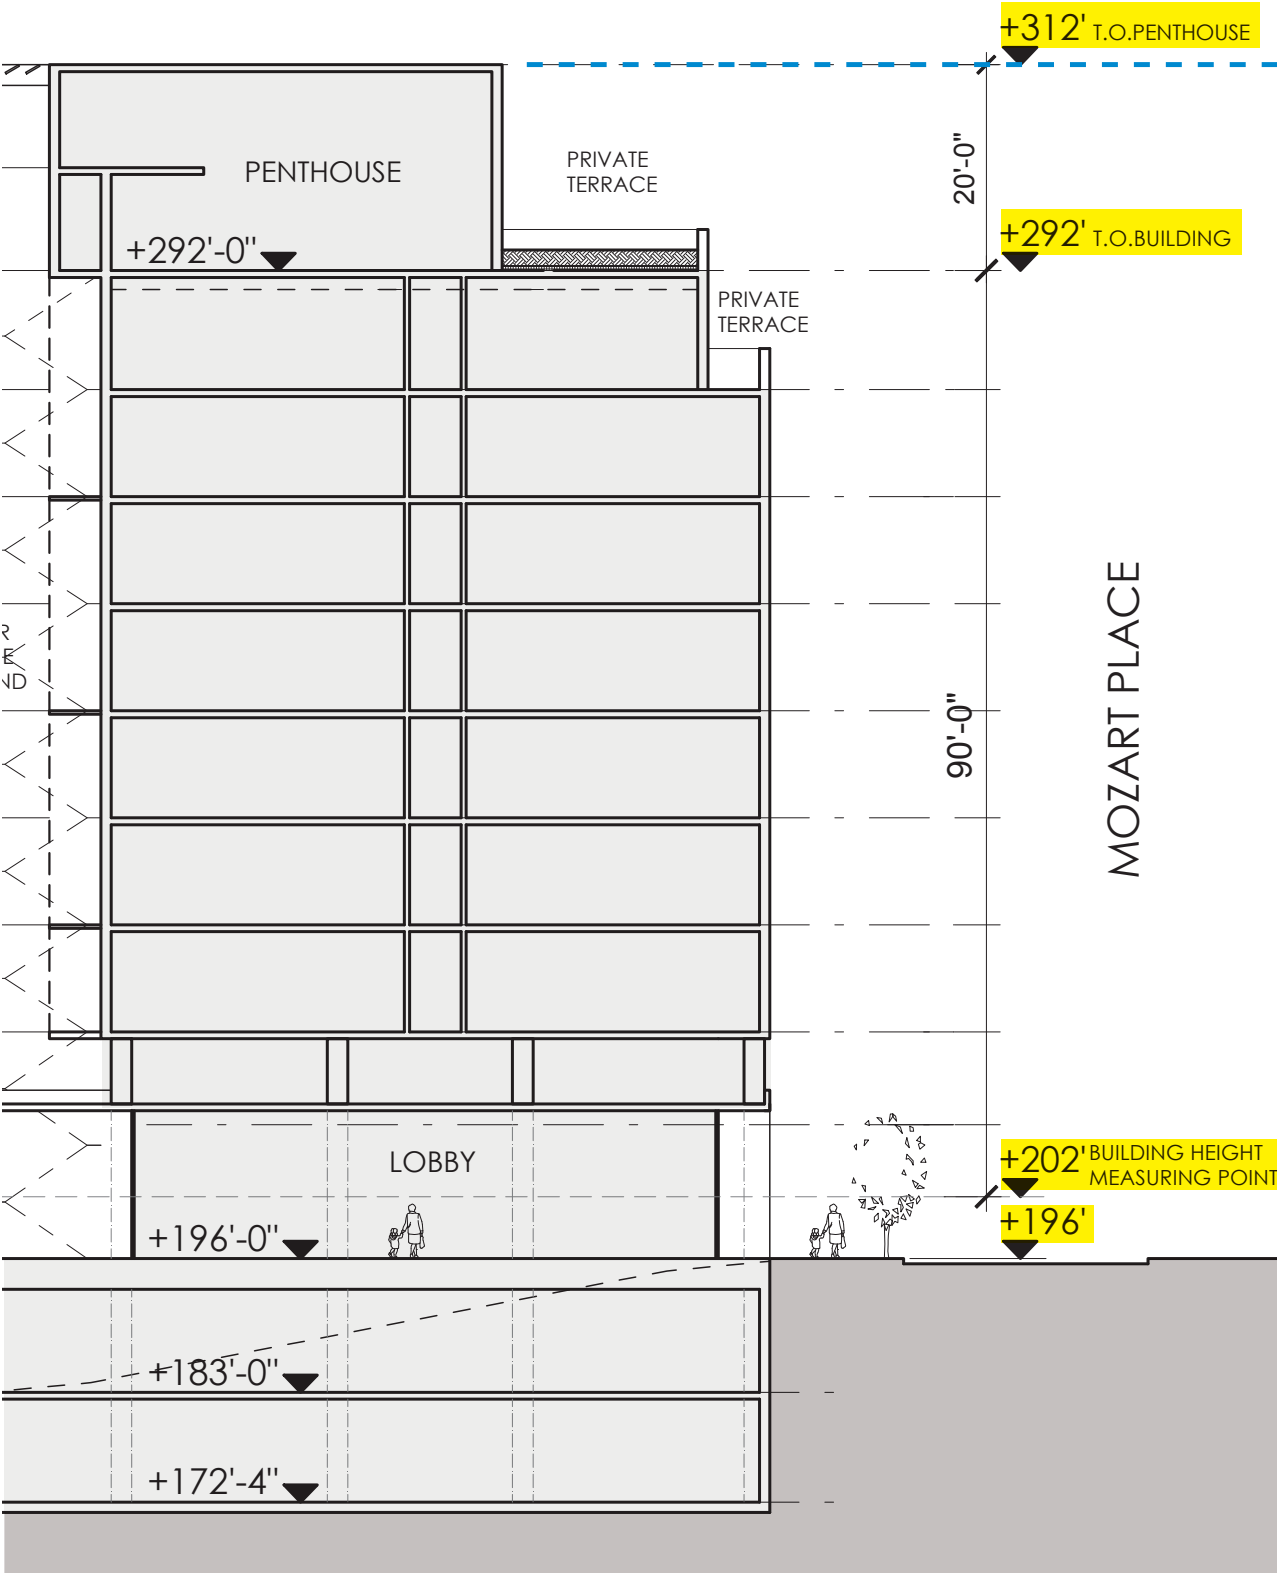 +312' T.O.PENTHOUSE
PENTHOUSE
PRIVATE
TERRACE
20'-0"
+292'-0"
+292' T.O.BUILDING
PRIVATE
TERRACE
R
E
ND
90'-0"
MOZART PLACE
LOBBY
+202' BUILDING HEIGHT
MEASURING POINT
+196'-0"
+196'
+183'-0"
+172'-4"